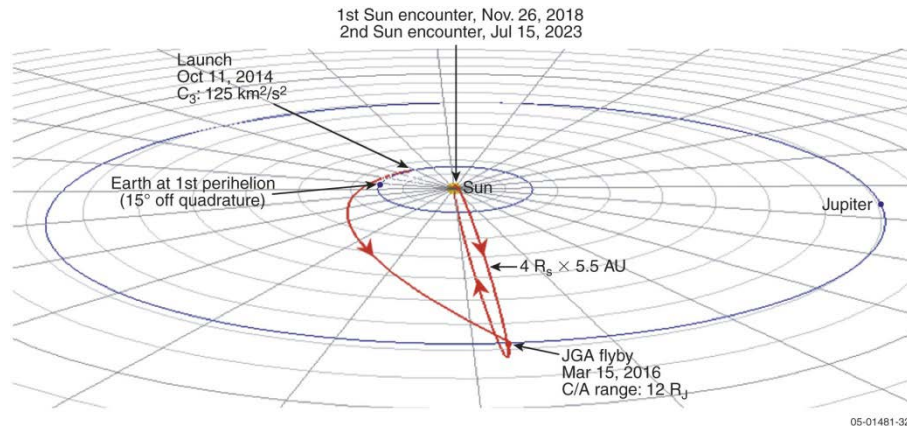 1st Sun encounter, Nov. 26, 2018
2nd Sun encounter, Jul 15, 2023
Launch
Oct 11, 2014
C₃: 125 km²/s²
Earth at 1st perihelion
(15° off quadrature)
Sun
Jupiter
4 Rₛ × 5.5 AU
JGA flyby
Mar 15, 2016
C/A range: 12 R_J
05-01481-32